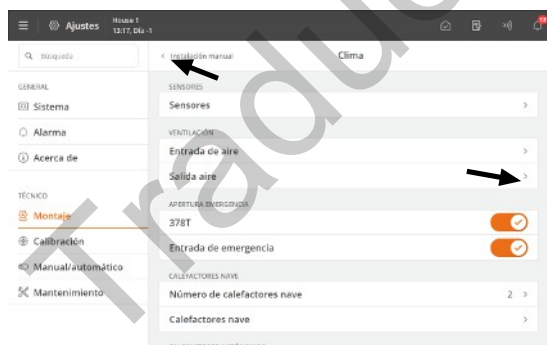 Ajustes
House 1
13:17, Día -1
Búsqueda
Instalación manual
Clima
GENERAL
Sistema
Alarma
Acerca de
TÉCNICO
Montaje
Calibración
Manual/automático
Mantenimiento
SENSORES
Sensores
VENTILACIÓN
Entrada de aire
Salida aire
APERTURA EMERGENCIA
378T
Entrada de emergencia
CALEFACTORES NAVE
Número de calefactores nave 2
Calefactores nave
Traduc